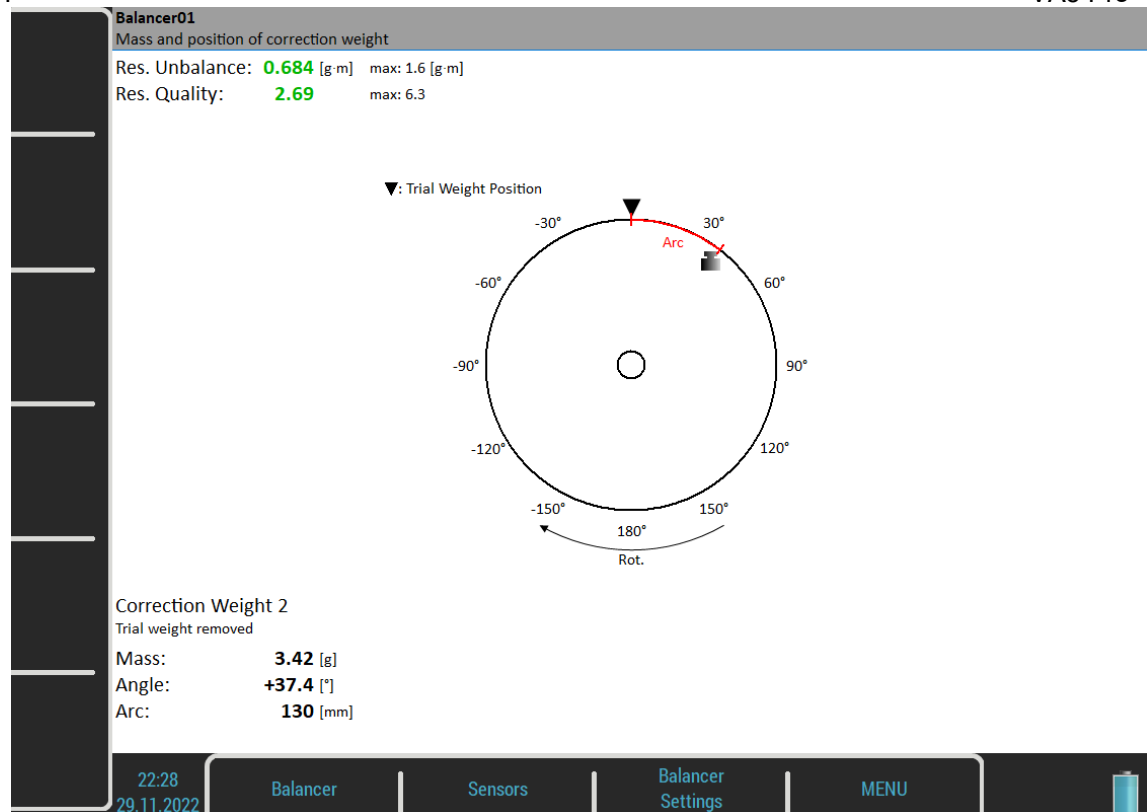 Balancer01
Mass and position of correction weight
Res. Unbalance: 0.684 [g·m] max: 1.6 [g·m]
Res. Quality: 2.69 max: 6.3
▼: Trial Weight Position
-30° 30°
Arc
-60° 60°
-90° 90°
-120° 120°
-150° 150°
180°
Rot.
Correction Weight 2
Trial weight removed
Mass: 3.42 [g]
Angle: +37.4 [°]
Arc: 130 [mm]
22:28
29.11.2022
Balancer
Sensors
Balancer
Settings
MENU